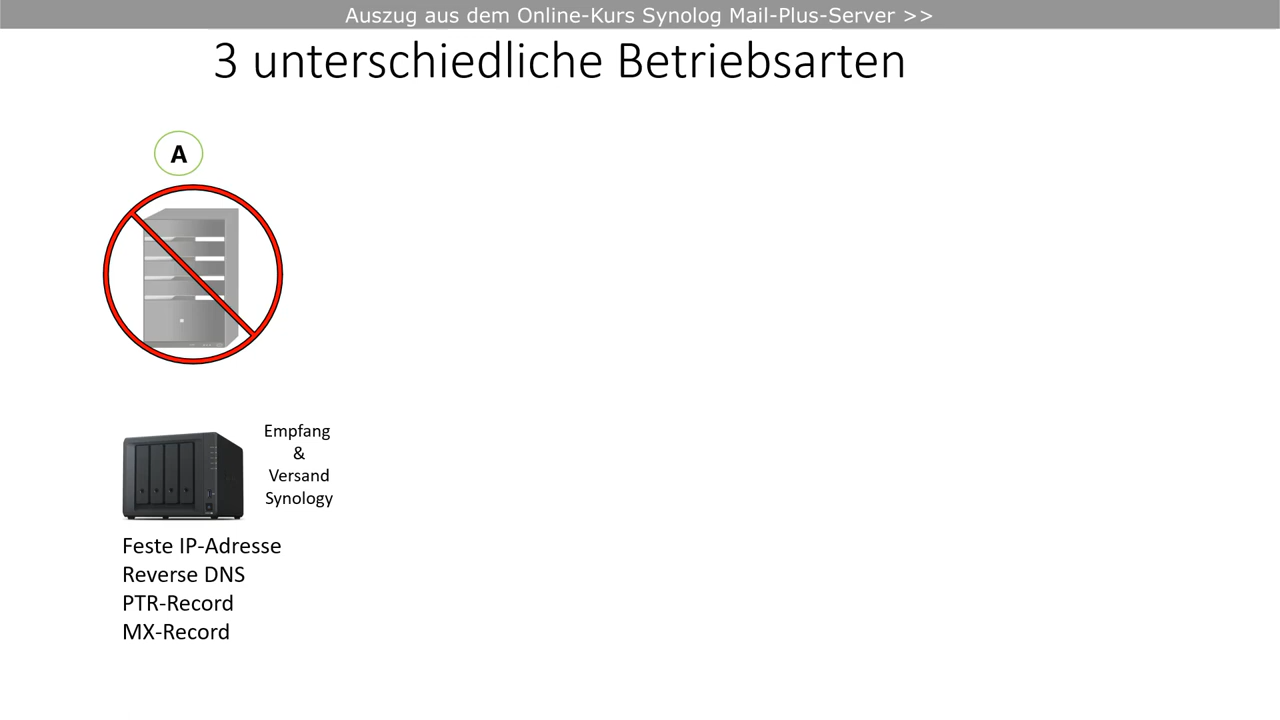 Auszug aus dem Online-Kurs Synolog Mail-Plus-Server >>
3 unterschiedliche Betriebsarten
A
Empfang
&
Versand
Synology
Feste IP-Adresse
Reverse DNS
PTR-Record
MX-Record